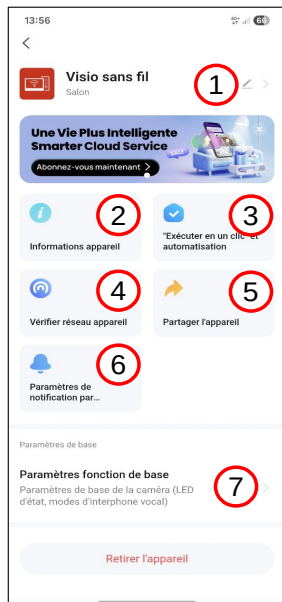 13:56
66
Visio sans fil
1
Salon
Une Vie Plus Intelligente
Smarter Cloud Service
SALE
Abonnez-vous maintenant >
2
Informations appareil
3
"Exécuter en un clic" et
automatisation
4
Vérifier réseau appareil
5
Partager l'appareil
6
Paramètres de
notification par...
Paramètres de base
Paramètres fonction de base
7
Paramètres de base de la caméra (LED
d'état, modes d'interphone vocal)
Retirer l'appareil